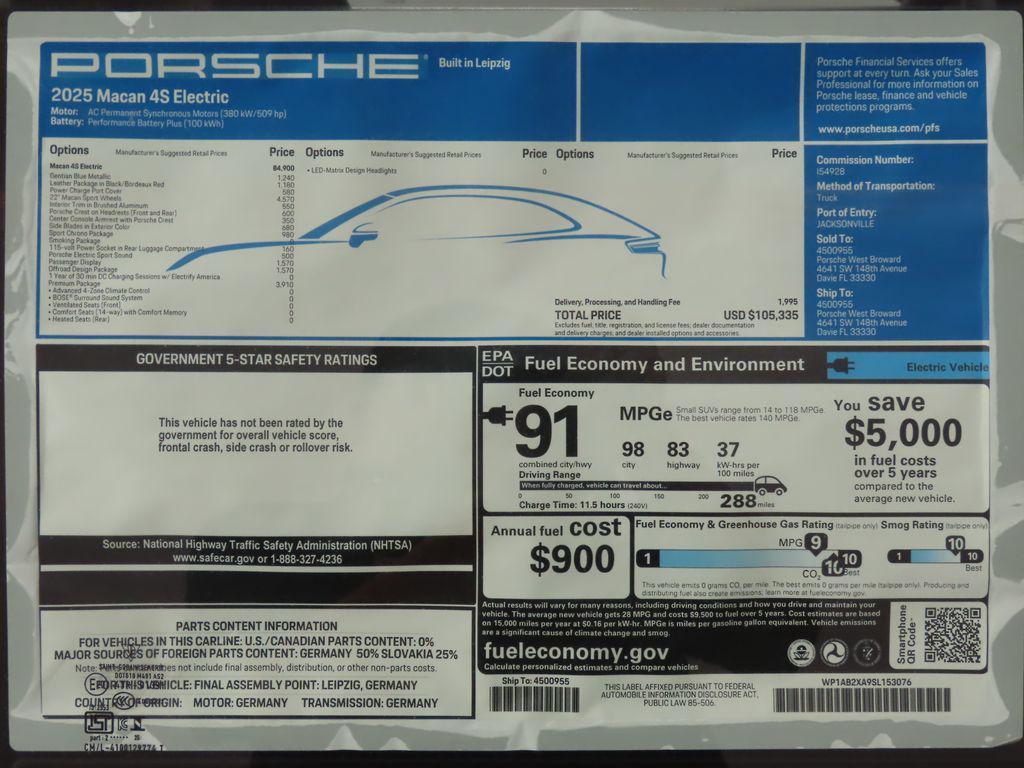 PORSCHE
Built in Leipzig
2025 Macan 4S Electric
Motor: AC Permanent Synchronous Motors (380 kW/509 hp)
Battery: Performance Battery Plus (100 kWh)
Porsche Financial Services offers
support at every turn. Ask your Sales
Professional for more information on
Porsche lease, finance and vehicle
protections programs.
www.porscheusa.com/pfs
Options Manufacturer's Suggested Retail Prices Price
Macan 4S Electric 84,900
Gentian Blue Metallic 1,240
Leather Package in Black/Bordeaux Red 1,180
Power Charge Port Cover 580
22" Macan Sport Wheels 4,570
Interior Trim in Brushed Aluminum 550
Porsche Crest on Headrests (Front and Rear) 600
Center Console Armrest with Porsche Crest 350
Side Blades in Exterior Color 680
Sport Chrono Package 980
Smoking Package 0
115-volt Power Socket in Rear Luggage Compartment 160
Porsche Electric Sport Sound 500
Passenger Display 1,570
Offroad Design Package 1,570
1 Year of 30 min DC Charging Sessions w/ Electrify America 0
Premium Package 3,910
• Advanced 4-Zone Climate Control 0
• BOSE® Surround Sound System 0
• Ventilated Seats (Front) 0
• Comfort Seats (14-way) with Comfort Memory 0
• Heated Seats (Rear) 0
Options Manufacturer's Suggested Retail Prices Price
• LED-Matrix Design Headlights 0
Options Manufacturer's Suggested Retail Prices Price
Delivery, Processing, and Handling Fee 1,995
TOTAL PRICE USD $105,335
Excludes fuel, title, registration, and license fees; dealer documentation
and delivery charges; and dealer installed options and accessories.
Commission Number:
I54928
Method of Transportation:
Truck
Port of Entry:
JACKSONVILLE
Sold To:
4500955
Porsche West Broward
4641 SW 148th Avenue
Davie FL 33330
Ship To:
4500955
Porsche West Broward
4641 SW 148th Avenue
Davie FL 33330
GOVERNMENT 5-STAR SAFETY RATINGS
This vehicle has not been rated by the
government for overall vehicle score,
frontal crash, side crash or rollover risk.
Source: National Highway Traffic Safety Administration (NHTSA)
www.safecar.gov or 1-888-327-4236
PARTS CONTENT INFORMATION
FOR VEHICLES IN THIS CARLINE: U.S./CANADIAN PARTS CONTENT: 0%
MAJOR SOURCES OF FOREIGN PARTS CONTENT: GERMANY 50% SLOVAKIA 25%
Note: does not include final assembly, distribution, or other non-parts costs.
FOR THIS VEHICLE: FINAL ASSEMBLY POINT: LEIPZIG, GERMANY
COUNTRY OF ORIGIN: MOTOR: GERMANY TRANSMISSION: GERMANY
CM/L-4100129774
EPA
DOT
Fuel Economy and Environment
Electric Vehicle
Fuel Economy
91 MPGe
Small SUVs range from 14 to 118 MPGe.
The best vehicle rates 140 MPGe.
98 83 37
combined city/hwy city highway kW-hrs per
100 miles
Driving Range
When fully charged, vehicle can travel about...
0 50 100 150 200 288 miles
Charge Time: 11.5 hours (240V)
You save
$5,000
in fuel costs
over 5 years
compared to the
average new vehicle.
Annual fuel cost
$900
Fuel Economy & Greenhouse Gas Rating (tailpipe only)
MPG 9
1 10
CO2 10 Best
Smog Rating (tailpipe only)
10
1 10
Best
This vehicle emits 0 grams CO2 per mile. The best emits 0 grams per mile (tailpipe only). Producing and
distributing fuel also create emissions; learn more at fueleconomy.gov.
Actual results will vary for many reasons, including driving conditions and how you drive and maintain your
vehicle. The average new vehicle gets 28 MPG and costs $9,500 to fuel over 5 years. Cost estimates are based
on 15,000 miles per year at $0.16 per kW-hr. MPGe is miles per gasoline gallon equivalent. Vehicle emissions
are a significant cause of climate change and smog.
fueleconomy.gov
Calculate personalized estimates and compare vehicles
Smartphone
QR Code™
Ship To: 4500955
THIS LABEL AFFIXED PURSUANT TO FEDERAL
AUTOMOBILE INFORMATION DISCLOSURE ACT,
PUBLIC LAW 85-506.
WP1AB2XA9SL153076